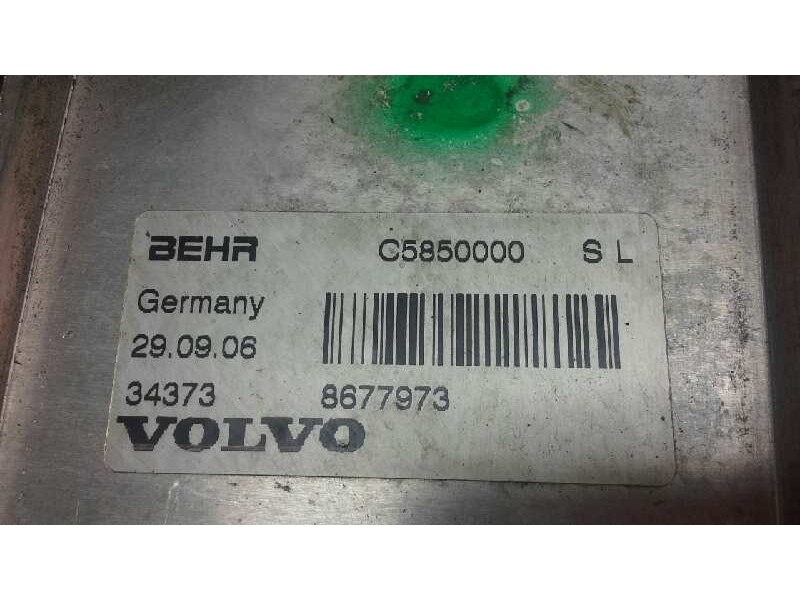 BEHR C5850000 S L
Germany
29.09.06
34373 8677973
VOLVO